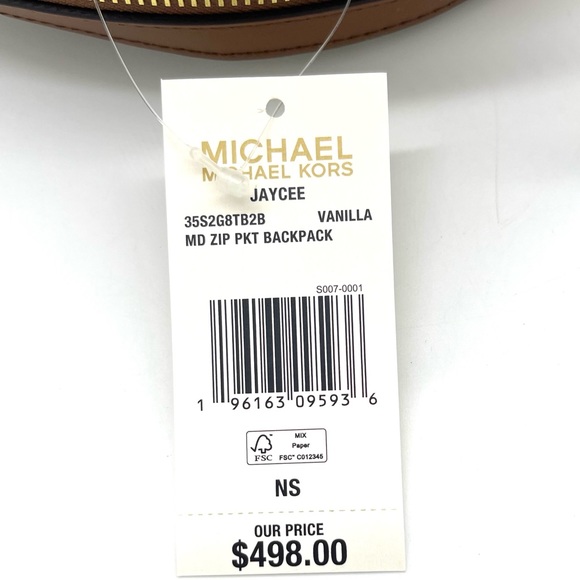 MICHAEL
MICHAEL KORS
JAYCEE
35S2G8TB2B VANILLA
MD ZIP PKT BACKPACK
S007-0001
1 96163 09593 6
FSC
MIX
Paper
FSC® C012345
NS
OUR PRICE
$498.00